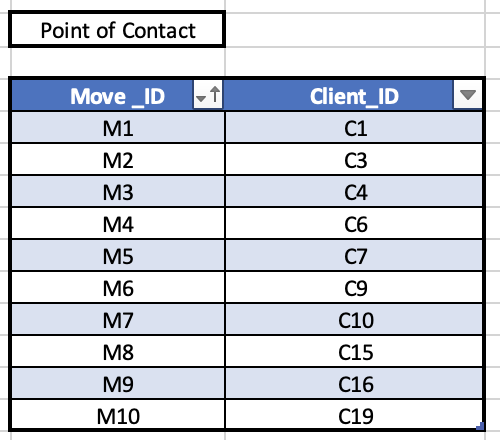 Point of Contact
Move _ID Client_ID
M1 C1
M2 C3
M3 C4
M4 C6
M5 C7
M6 C9
M7 C10
M8 C15
M9 C16
M10 C19